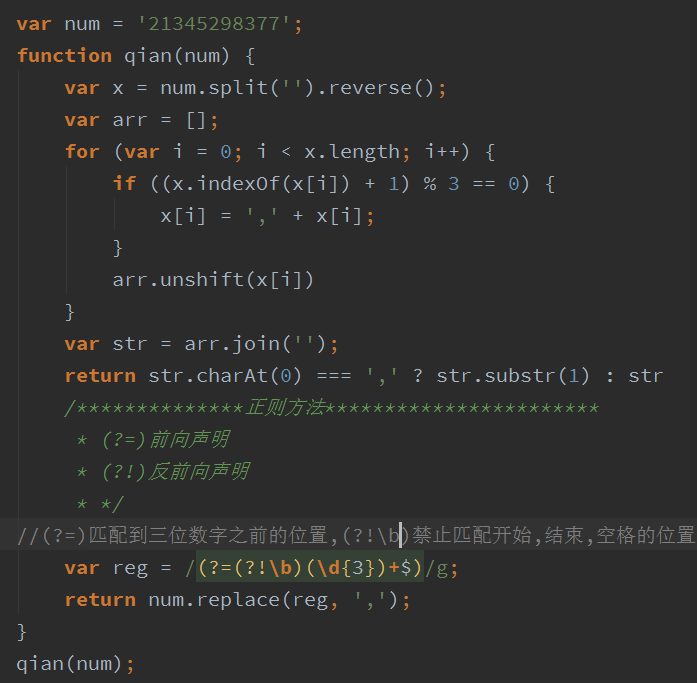 var num = '21345298377';
function qian(num) {
    var x = num.split('').reverse();
    var arr = [];
    for (var i = 0; i < x.length; i++) {
        if ((x.indexOf(x[i]) + 1) % 3 == 0) {
            x[i] = ',' + x[i];
        }
        arr.unshift(x[i])
    }
    var str = arr.join('');
    return str.charAt(0) === ',' ? str.substr(1) : str
    /**************正则方法***********************
     * (?=)前向声明
     * (?!)反前向声明
     * */
//(?=)匹配到三位数字之前的位置,(?!\b)禁止匹配开始,结束,空格的位置
    var reg = /(?=(?!\b)(\d{3})+$)/g;
    return num.replace(reg, ',');
}
qian(num);